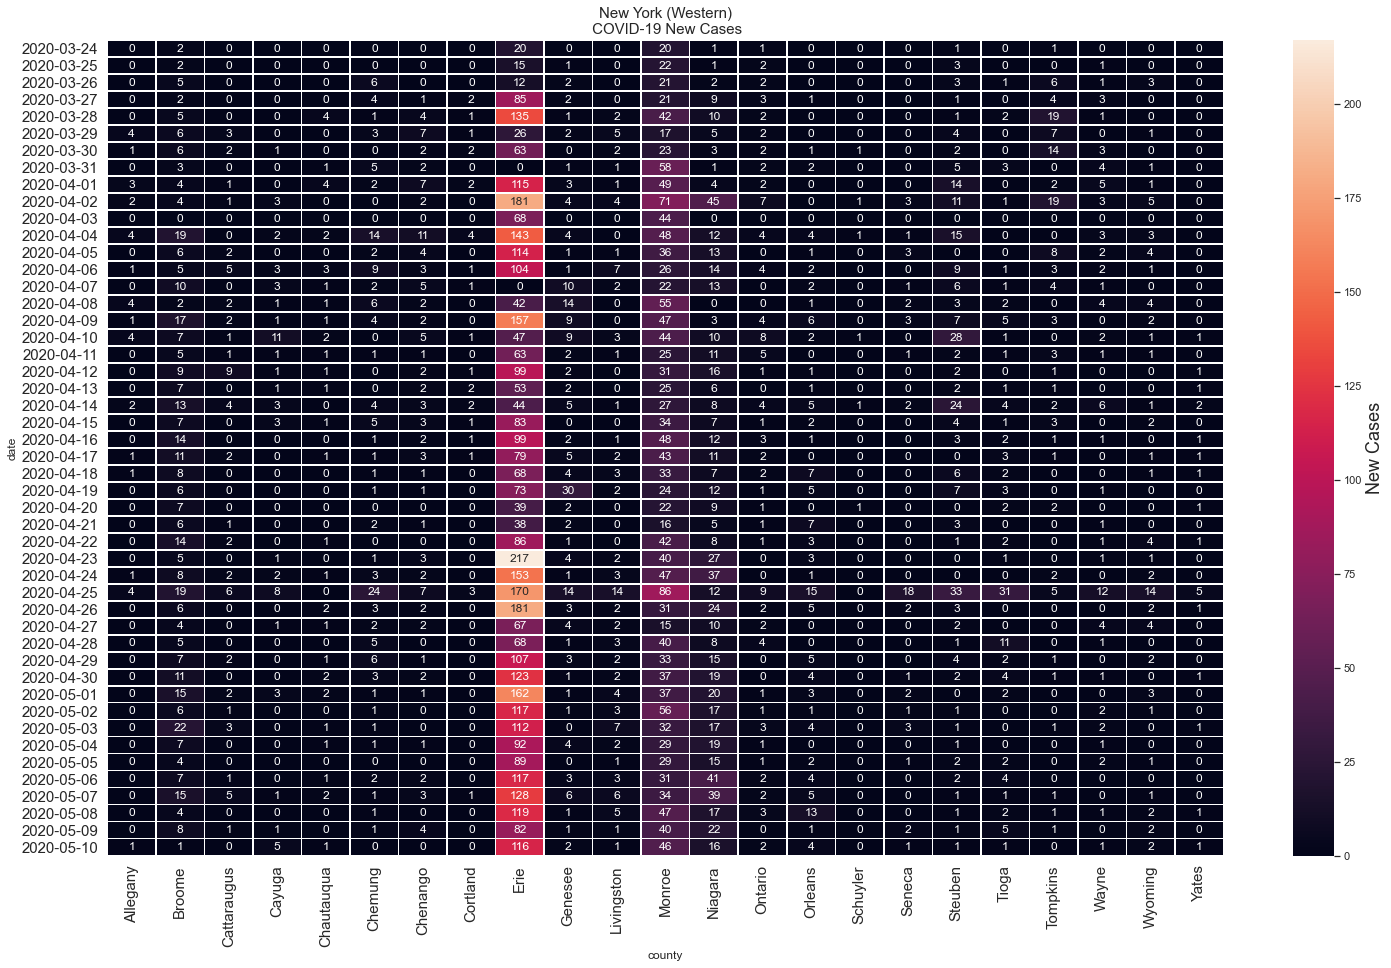 New York (Western)
COVID-19 New Cases
2020-03-24 0 2 0 0 0 0 0 0 20 0 0 20 1 1 0 0 0 1 0 1 0 0 0
2020-03-25 0 2 0 0 0 0 0 0 15 1 0 22 1 2 0 0 0 3 0 0 1 0 0
2020-03-26 0 5 0 0 0 6 0 0 12 2 0 21 2 2 0 0 0 3 1 6 1 3 0
2020-03-27 0 2 0 0 0 4 1 2 85 2 0 21 9 3 1 0 0 1 0 4 3 0 0
2020-03-28 0 5 0 0 4 1 4 1 135 1 2 42 10 2 0 0 0 1 2 19 1 0 0
2020-03-29 4 6 3 0 0 3 7 1 26 2 5 17 5 2 0 0 0 4 0 7 0 1 0
2020-03-30 1 6 2 1 0 0 2 2 63 0 2 23 3 2 1 1 0 2 0 14 3 0 0
2020-03-31 0 3 0 0 1 5 2 0 0 1 1 58 1 2 2 0 0 5 3 0 4 1 0
2020-04-01 3 4 1 0 4 2 7 2 115 3 1 49 4 2 0 0 0 14 0 2 5 1 0
2020-04-02 2 4 1 3 0 0 2 0 181 4 4 71 45 7 0 1 3 11 1 19 3 5 0
2020-04-03 0 0 0 0 0 0 0 0 68 0 0 44 0 0 0 0 0 0 0 0 0 0 0
2020-04-04 4 19 0 2 2 14 11 4 143 4 0 48 12 4 4 1 1 15 0 0 3 3 0
2020-04-05 0 6 2 0 0 2 4 0 114 1 1 36 13 0 1 0 3 0 0 8 2 4 0
2020-04-06 1 5 5 3 3 9 3 1 104 1 7 26 14 4 2 0 0 9 1 3 2 1 0
2020-04-07 0 10 0 3 1 2 5 1 0 10 2 22 13 0 2 0 1 6 1 4 1 0 0
2020-04-08 4 2 2 1 1 6 2 0 42 14 0 55 0 0 1 0 2 3 2 0 4 4 0
2020-04-09 1 17 2 1 1 4 2 0 157 9 0 47 3 4 6 0 3 7 5 3 0 2 0
2020-04-10 4 7 1 11 2 0 5 1 47 9 3 44 10 8 2 1 0 28 1 0 2 1 1
2020-04-11 0 5 1 1 1 1 1 0 63 2 1 25 11 5 0 0 1 2 1 3 1 1 0
2020-04-12 0 9 9 1 1 0 2 1 99 2 0 31 16 1 1 0 0 2 0 1 0 0 1
2020-04-13 0 7 0 1 1 0 2 2 53 2 0 25 6 0 1 0 0 2 1 1 0 0 1
2020-04-14 2 13 4 3 0 4 3 2 44 5 1 27 8 4 5 1 2 24 4 2 6 1 2
2020-04-15 0 7 0 3 1 5 3 1 83 0 0 34 7 1 2 0 0 4 1 3 0 2 0
2020-04-16 0 14 0 0 0 1 2 1 99 2 1 48 12 3 1 0 0 3 2 1 1 0 1
2020-04-17 1 11 2 0 1 1 3 1 79 5 2 43 11 2 0 0 0 0 3 1 0 1 1
2020-04-18 1 8 0 0 0 1 1 0 68 4 3 33 7 2 7 0 0 6 2 0 0 1 1
2020-04-19 0 6 0 0 0 1 1 0 73 30 2 24 12 1 5 0 0 7 3 0 1 0 0
2020-04-20 0 7 0 0 0 0 0 0 39 2 0 22 9 1 0 1 0 0 2 2 0 0 1
2020-04-21 0 6 1 0 0 2 1 0 38 2 0 16 5 1 7 0 0 3 0 0 1 0 0
2020-04-22 0 14 2 0 1 0 0 0 86 1 0 42 8 1 3 0 0 1 2 0 1 4 1
2020-04-23 0 5 0 1 0 1 3 0 217 4 2 40 27 0 3 0 0 0 1 0 1 1 0
2020-04-24 1 8 2 2 1 3 2 0 153 1 3 47 37 0 1 0 0 0 0 2 0 2 0
2020-04-25 4 19 6 8 0 24 7 3 170 14 14 86 12 9 15 0 18 33 31 5 12 14 5
2020-04-26 0 6 0 0 2 3 2 0 181 3 2 31 24 2 5 0 2 3 0 0 0 2 1
2020-04-27 0 4 0 1 1 2 2 0 67 4 2 15 10 0 0 0 0 2 0 0 4 4 0
2020-04-28 0 5 0 0 0 5 0 0 68 1 3 40 8 4 0 0 0 1 11 0 1 0 0
2020-04-29 0 7 2 0 1 6 1 0 107 3 2 33 15 0 5 0 0 4 2 1 0 2 0
2020-04-30 0 11 0 0 2 3 2 0 123 1 2 37 19 0 4 0 1 2 4 1 1 0 1
2020-05-01 0 15 2 3 2 1 1 0 162 1 4 37 20 1 3 0 2 0 2 0 0 3 0
2020-05-02 0 6 1 0 0 1 0 0 117 1 3 56 17 1 1 0 1 1 0 0 2 1 0
2020-05-03 0 22 3 0 1 1 0 0 112 0 7 32 17 3 4 0 3 1 0 1 2 0 1
2020-05-04 0 7 0 0 1 1 1 0 92 4 2 29 19 1 0 0 0 1 0 0 1 0 0
2020-05-05 0 4 0 0 0 0 0 0 89 0 1 29 15 1 2 0 1 2 2 0 2 1 0
2020-05-06 0 7 1 0 1 2 2 0 117 3 3 31 41 2 4 0 0 2 4 0 0 0 0
2020-05-07 0 15 5 1 2 1 3 1 128 6 6 34 39 2 5 0 0 1 1 1 0 1 0
2020-05-08 0 4 0 0 0 1 0 0 119 1 5 47 17 3 13 0 0 1 2 1 1 2 1
2020-05-09 0 8 1 1 0 1 4 0 82 1 1 40 22 0 1 0 2 1 5 1 0 2 0
2020-05-10 1 1 0 5 1 0 0 0 116 2 1 46 16 2 4 0 1 1 1 0 1 2 1
date
Allegany Broome Cattaraugus Cayuga Chautauqua Chemung Chenango Cortland Erie Genesee Livingston Monroe Niagara Ontario Orleans Schuyler Seneca Steuben Tioga Tompkins Wayne Wyoming Yates
county
200
175
150
125
100
75
50
25
0
New Cases